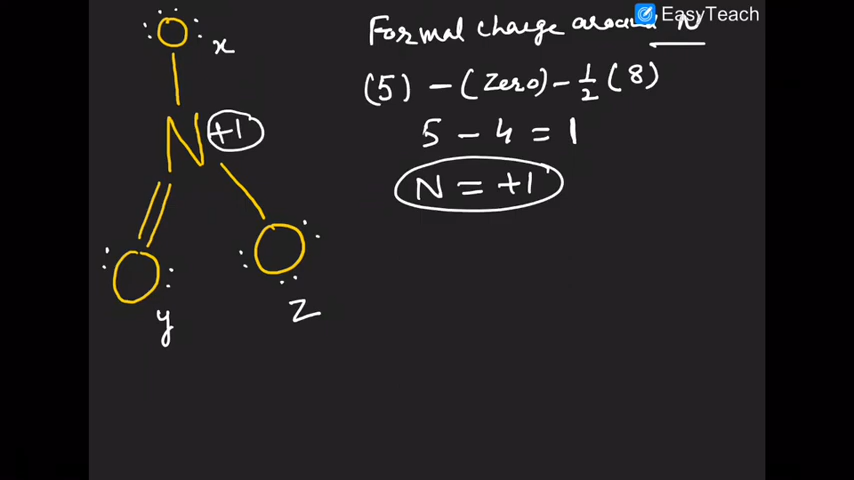 EasyTeach
Formal charge around N
x
(5) - (Zero) - 1/2 (8)
N +1
5 - 4 = 1
N = +1
O
O
O
y
z